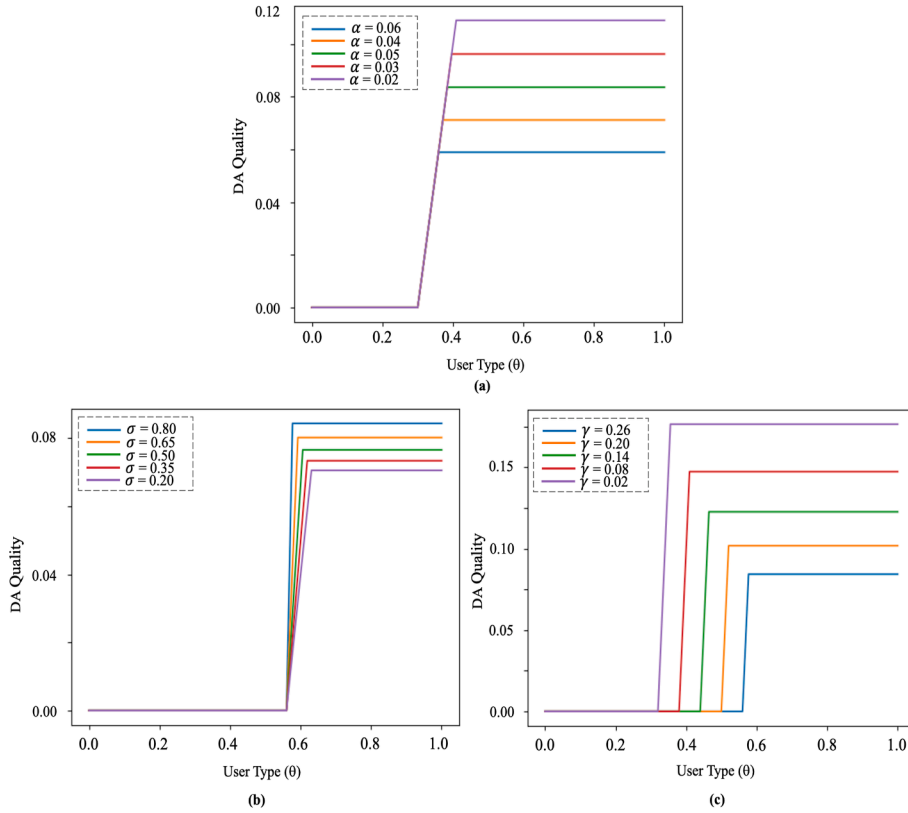 0.12
0.08
0.04
0.00
DA Quality
α = 0.06
α = 0.04
α = 0.05
α = 0.03
α = 0.02
0.0 0.2 0.4 0.6 0.8 1.0
User Type (θ)
(a)
0.08
0.04
0.00
DA Quality
σ = 0.80
σ = 0.65
σ = 0.50
σ = 0.35
σ = 0.20
0.0 0.2 0.4 0.6 0.8 1.0
User Type (θ)
(b)
0.15
0.10
0.05
0.00
DA Quality
γ = 0.26
γ = 0.20
γ = 0.14
γ = 0.08
γ = 0.02
0.0 0.2 0.4 0.6 0.8 1.0
User Type (θ)
(c)